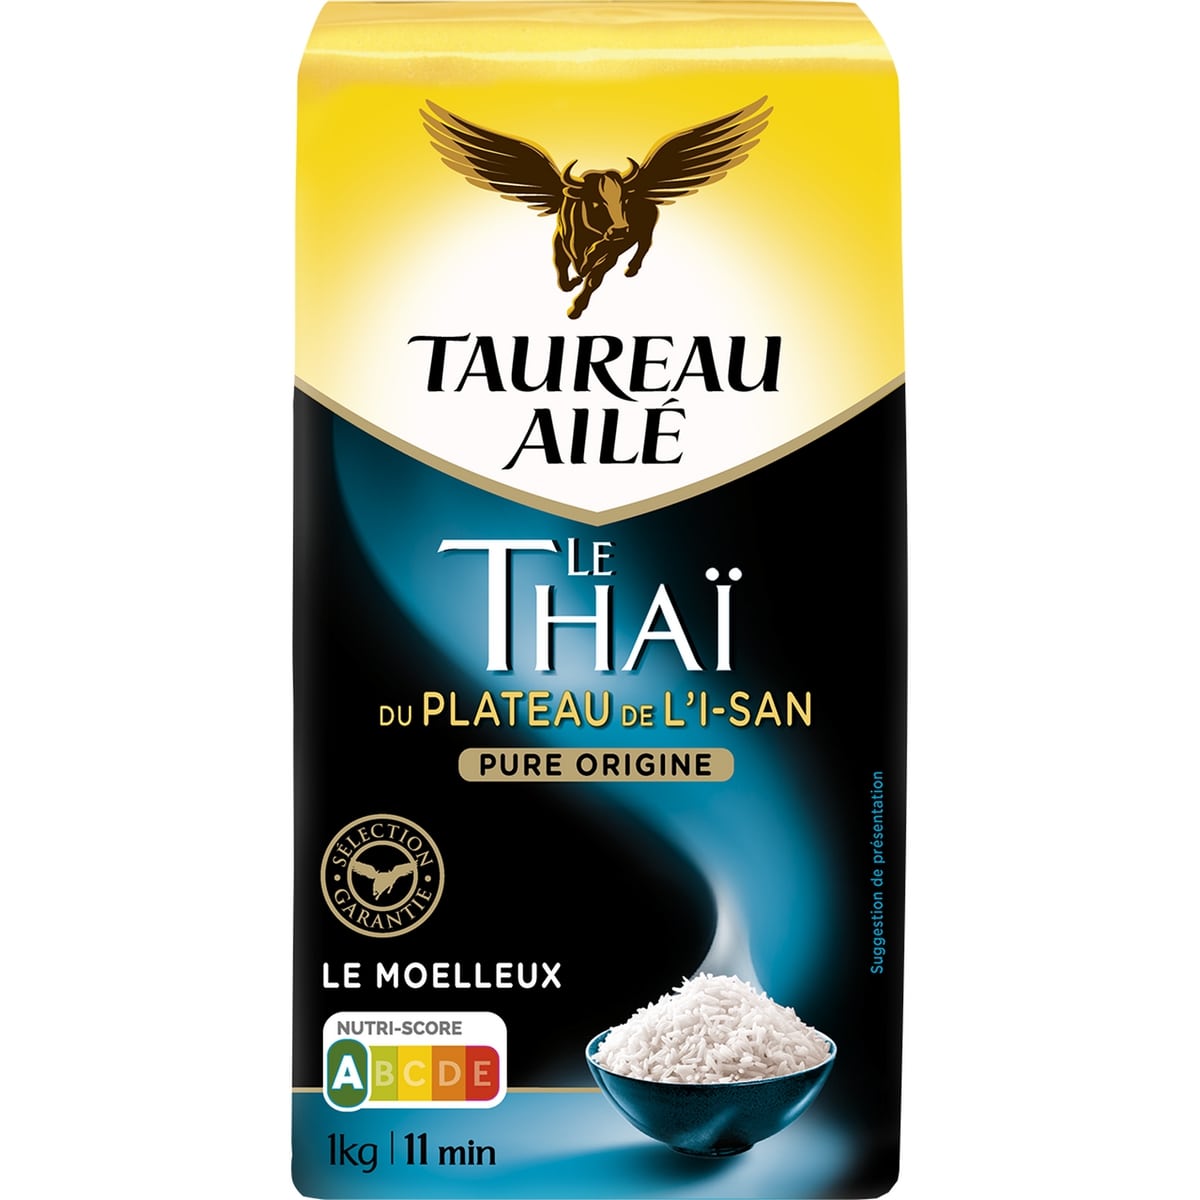 TAUREAU
AILÉ
LE
THAÏ
DU PLATEAU DE L'I-SAN
PURE ORIGINE
Suggestion de présentation
SÉLECTION
GARANTIE
LE MOELLEUX
NUTRI-SCORE
A B C D E
1kg | 11 min